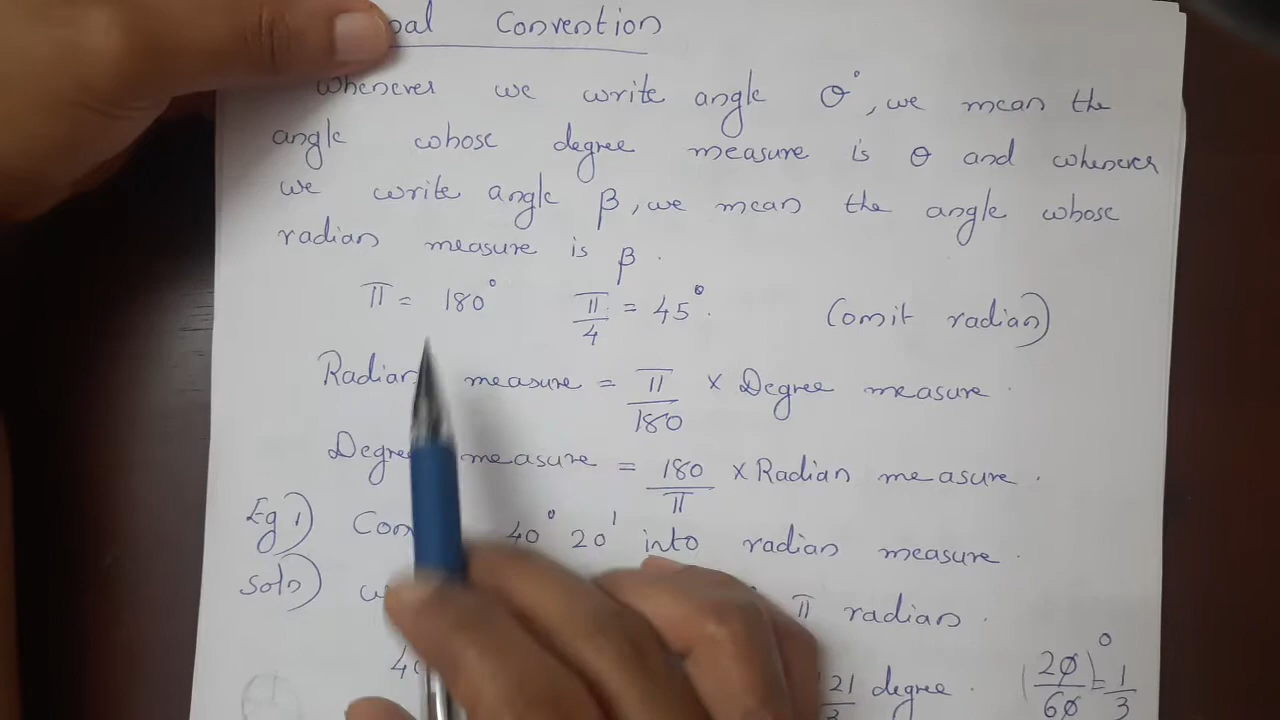 Convention
Whenever we write angle θ°, we mean the
angle whose degree measure is θ and whenever
we write angle β, we mean the angle whose
radian measure is β.
π = 180° π/4 = 45°. (omit radian)
Radian measure = π/180 × Degree measure.
Degree measure = 180/π × Radian measure.
Eg 1) 40° 20' into radian measure.
Soln) π radian.
degree. (20/60)° = 1/3